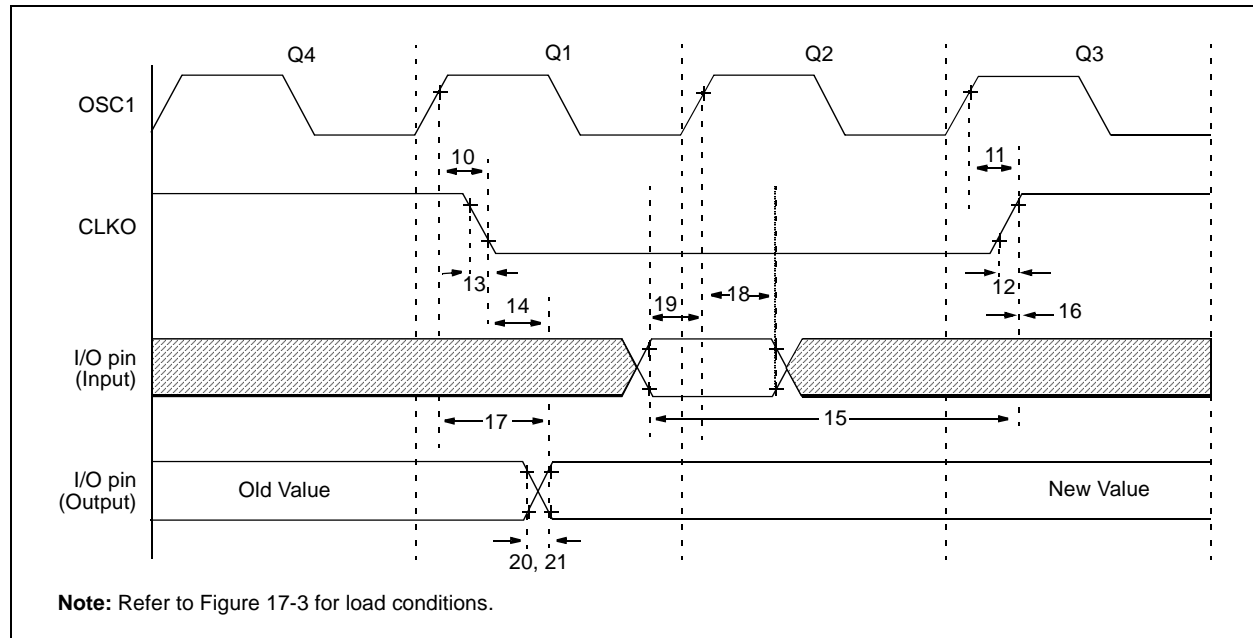 Q4
Q1
Q2
Q3
OSC1
10
11
CLKO
13
12
14
19
18
16
I/O pin
(Input)
17
15
I/O pin
(Output)
Old Value
New Value
20, 21
Note: Refer to Figure 17-3 for load conditions.